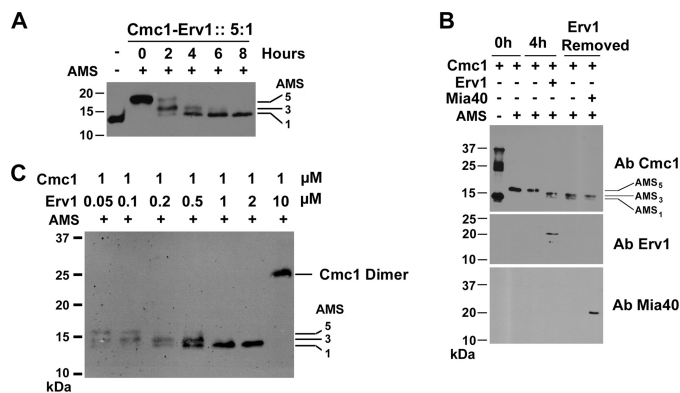 A
Cmc1-Erv1:: 5:1
- 0 2 4 6 8 Hours
AMS - + + + + + AMS
20
15
10
5
3
1
B
Erv1
0h 4h Removed
Cmc1 + + + + + +
Erv1 - - - + - -
Mia40 - - - - - +
AMS - + + + + +
37
25
15
Ab Cmc1
AMS5
AMS3
AMS1
25
20
10
Ab Erv1
37
20
10
Ab Mia40
kDa
C
Cmc1 1 1 1 1 1 1 1 µM
Erv1 0.05 0.1 0.2 0.5 1 2 10 µM
AMS + + + + + + +
37
25
20
15
10
Cmc1 Dimer
AMS
5
3
1
kDa